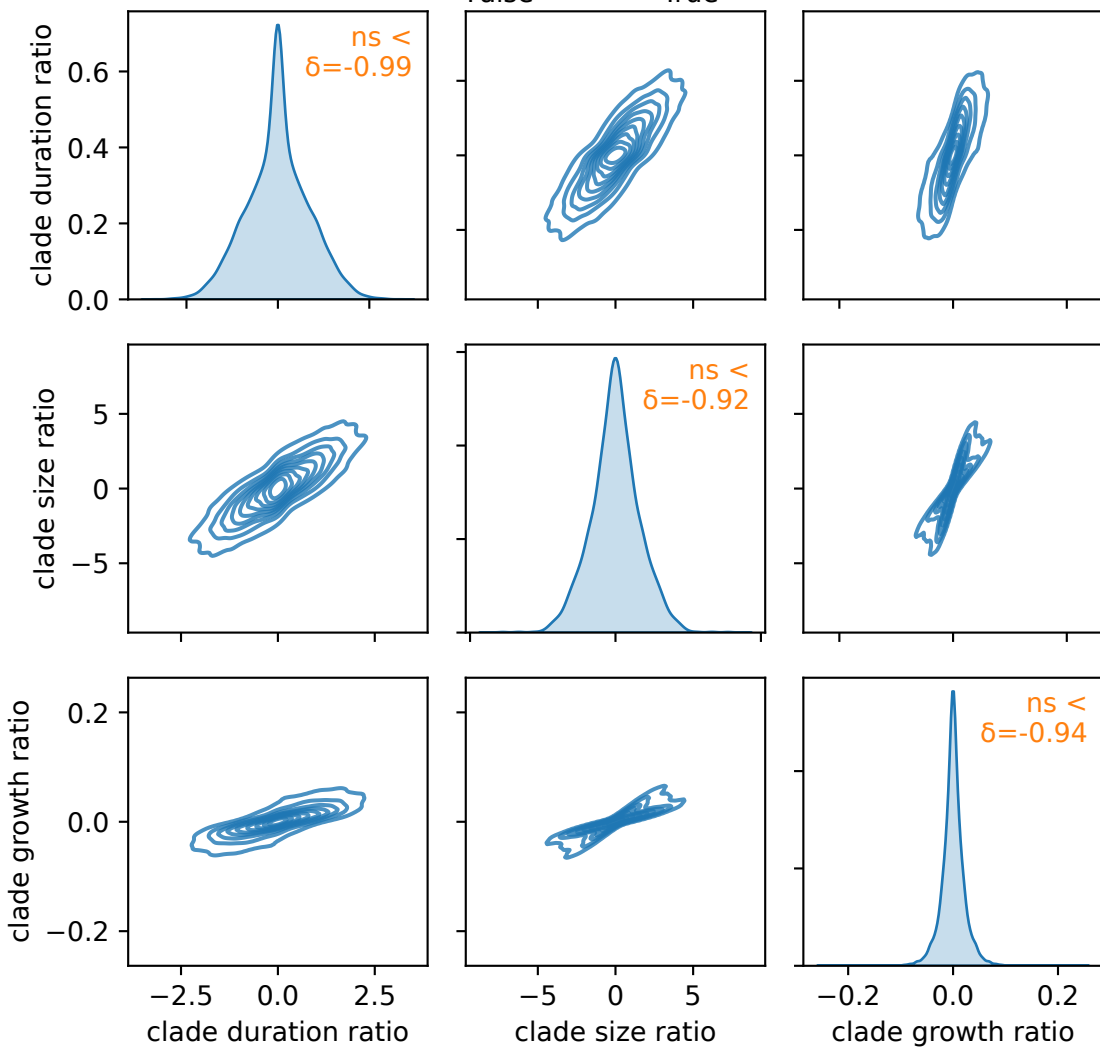 clade duration ratio
0.6
0.4
0.2
0.0
ns <
δ=-0.99
clade size ratio
5
0
−5
ns <
δ=-0.92
clade growth ratio
0.2
0.0
−0.2
ns <
δ=-0.94
−2.5 0.0 2.5
−5 0 5
−0.2 0.0 0.2
clade duration ratio
clade size ratio
clade growth ratio